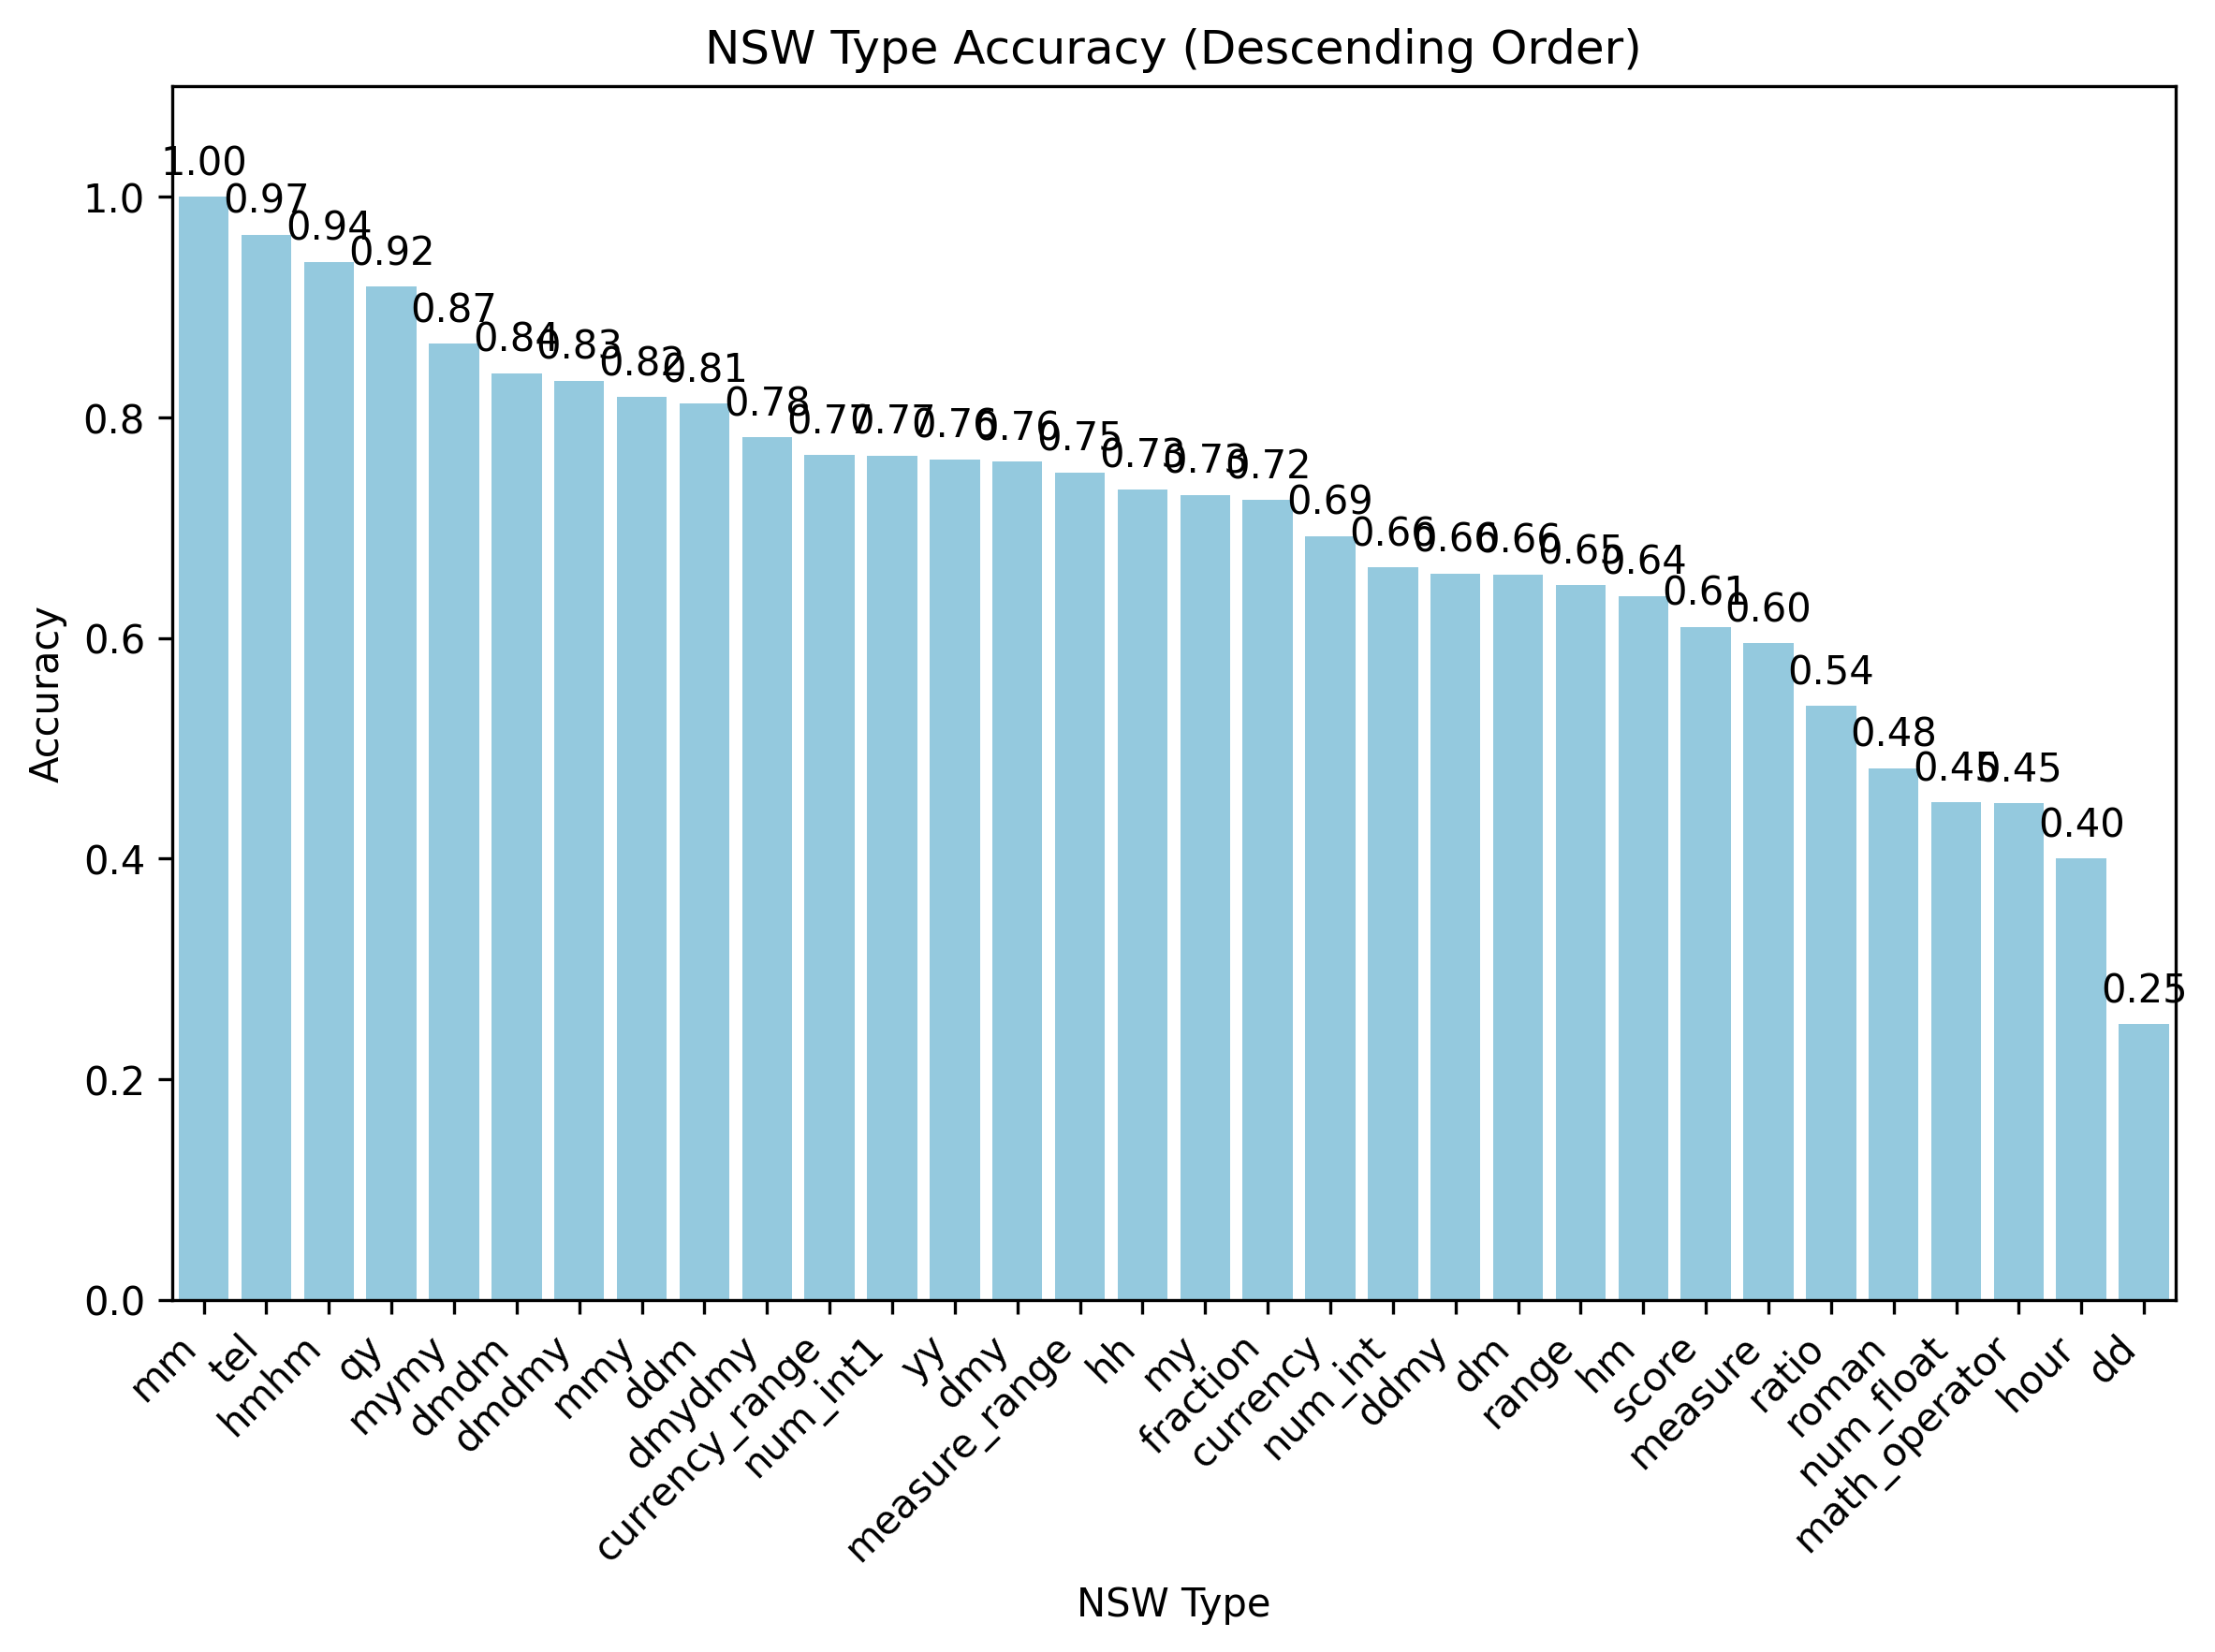 NSW Type Accuracy (Descending Order)
Accuracy
1.0
0.8
0.6
0.4
0.2
0.0
1.00
0.97
0.94
0.92
0.87
0.84
0.83
0.82
0.81
0.78
0.77
0.77
0.76
0.76
0.75
0.73
0.73
0.72
0.69
0.66
0.66
0.66
0.65
0.64
0.61
0.60
0.54
0.48
0.45
0.45
0.40
0.25
mm
tel
hmhm
qy
mymy
dmdm
dmdmy
mmy
ddm
dmydmy
currency_range
num_int1
yy
dmy
measure_range
hh
my
fraction
currency
num_int
ddmy
dm
range
hm
score
measure
ratio
roman
num_float
math_operator
hour
dd
NSW Type